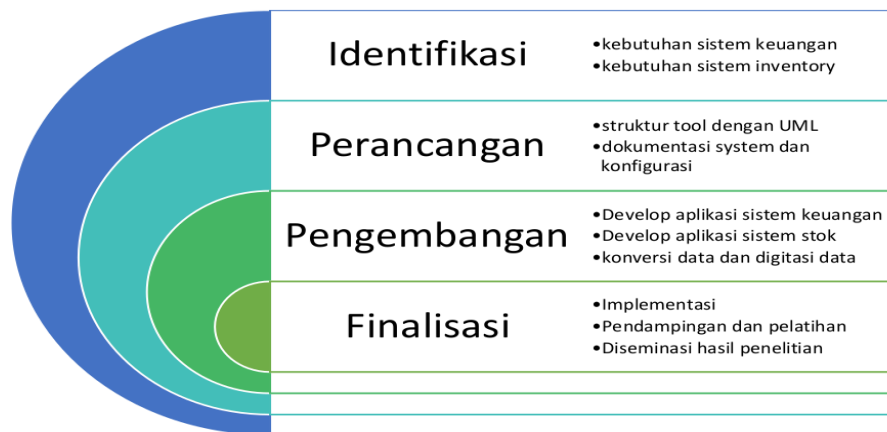 Identifikasi
•kebutuhan sistem keuangan
•kebutuhan sistem inventory
Perancangan
•struktur tool dengan UML
•dokumentasi system dan
konfigurasi
Pengembangan
•Develop aplikasi sistem keuangan
•Develop aplikasi sistem stok
•konversi data dan digitasi data
Finalisasi
•Implementasi
•Pendampingan dan pelatihan
•Diseminasi hasil penelitian